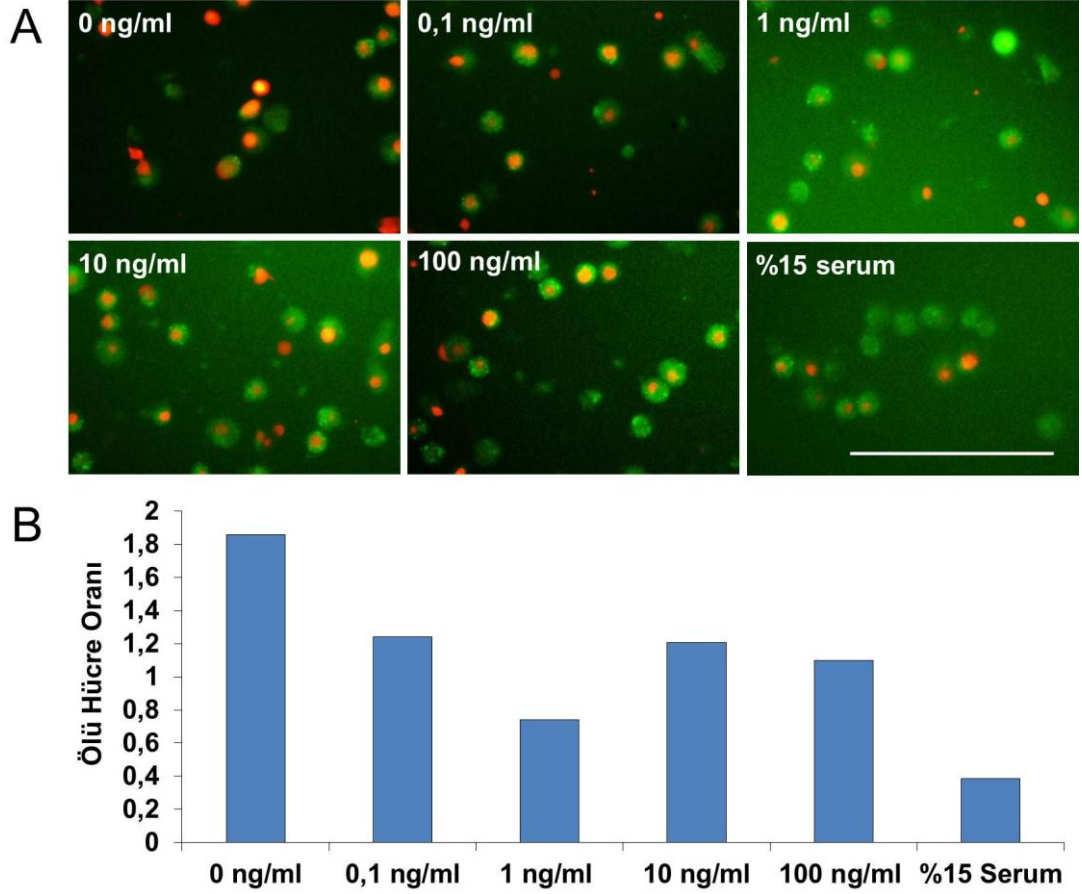 A
0 ng/ml
0,1 ng/ml
1 ng/ml
10 ng/ml
100 ng/ml
%15 serum
B
Ölü Hücre Oranı
2
1,8
1,6
1,4
1,2
1
0,8
0,6
0,4
0,2
0
0 ng/ml
0,1 ng/ml
1 ng/ml
10 ng/ml
100 ng/ml
%15 Serum